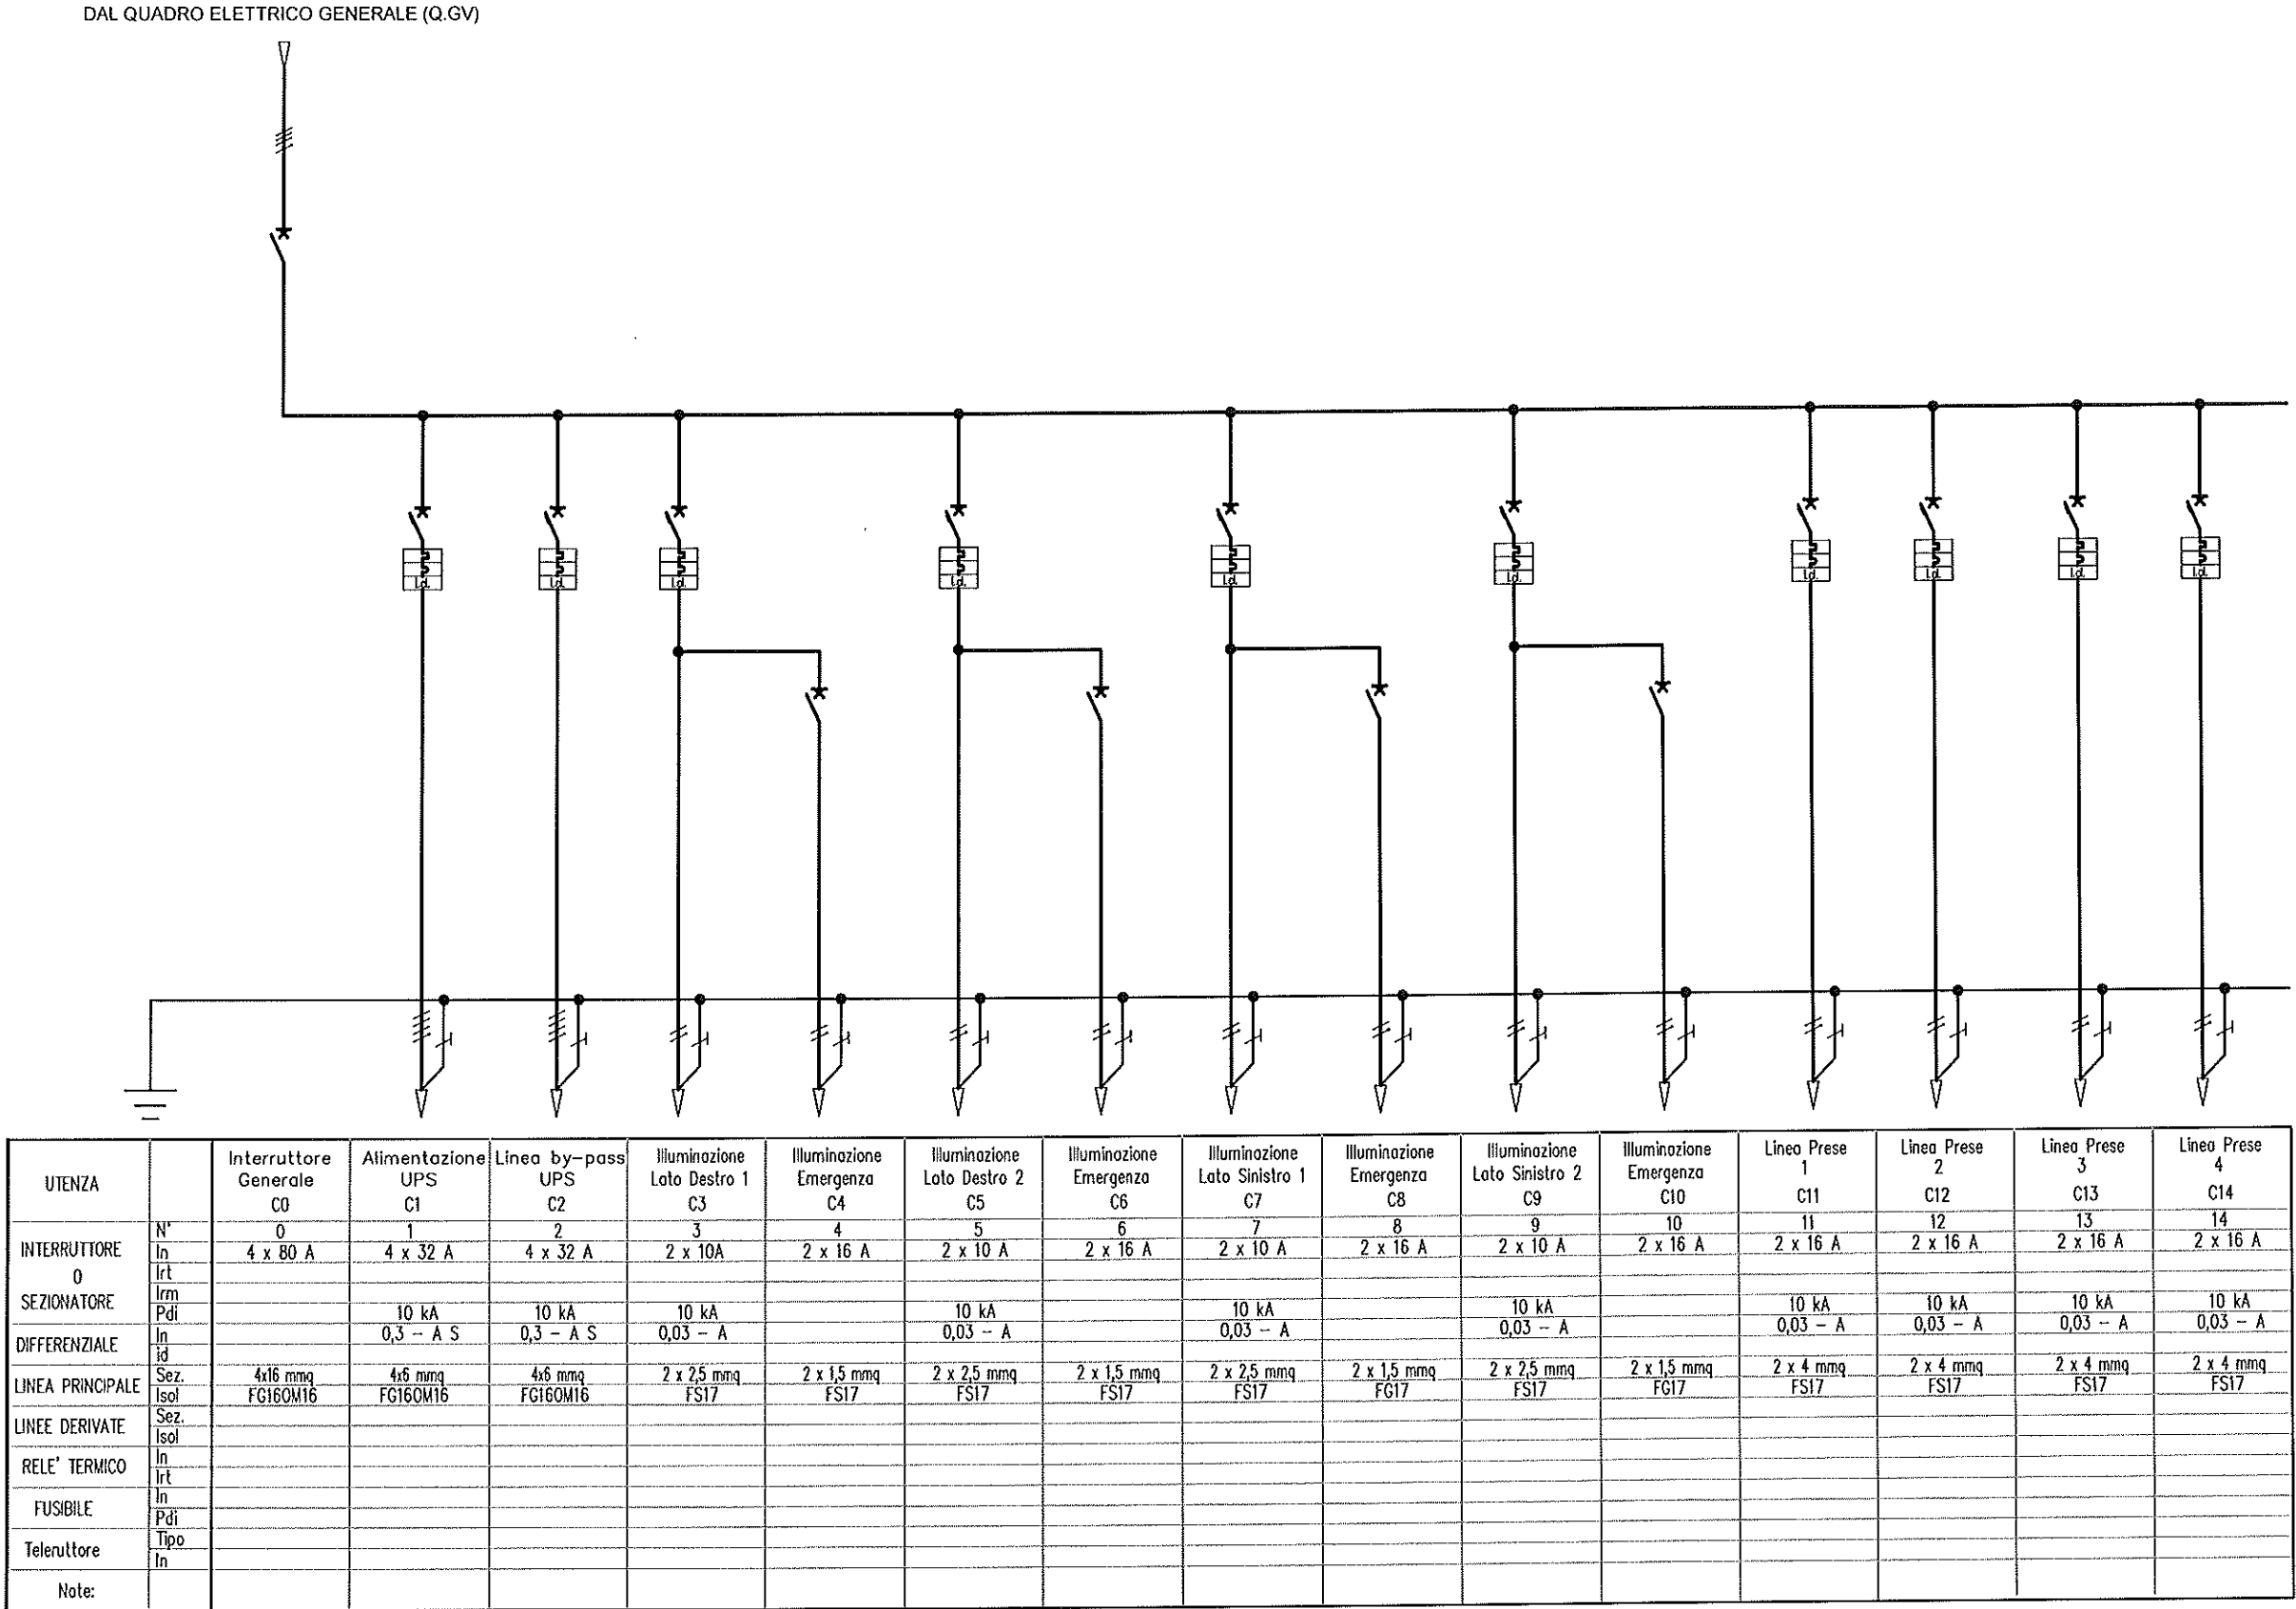 DAL QUADRO ELETTRICO GENERALE (Q.GV)
I.d. I.d. I.d. I.d. I.d. I.d. I.d. I.d. I.d. I.d.
UTENZA
Interruttore Generale C0
Alimentazione UPS C1
Linea by-pass UPS C2
Illuminazione Lato Destro 1 C3
Illuminazione Emergenza C4
Illuminazione Lato Destro 2 C5
Illuminazione Emergenza C6
Illuminazione Lato Sinistro 1 C7
Illuminazione Emergenza C8
Illuminazione Lato Sinistro 2 C9
Illuminazione Emergenza C10
Linea Prese 1 C11
Linea Prese 2 C12
Linea Prese 3 C13
Linea Prese 4 C14
INTERRUTTORE O SEZIONATORE
N° 0 1 2 3 4 5 6 7 8 9 10 11 12 13 14
In 4 x 80 A 4 x 32 A 4 x 32 A 2 x 10A 2 x 16 A 2 x 10 A 2 x 16 A 2 x 10 A 2 x 16 A 2 x 10 A 2 x 16 A 2 x 16 A 2 x 16 A 2 x 16 A 2 x 16 A
Irt
Irm
Pdi 10 kA 10 kA 10 kA 10 kA 10 kA 10 kA 10 kA 10 kA 10 kA 10 kA
DIFFERENZIALE
In 0,3 - A S 0,3 - A S 0,03 - A 0,03 - A 0,03 - A 0,03 - A 0,03 - A 0,03 - A 0,03 - A 0,03 - A
id
LINEA PRINCIPALE
Sez. 4x16 mmq 4x6 mmq 4x6 mmq 2 x 2,5 mmq 2 x 1,5 mmq 2 x 2,5 mmq 2 x 1,5 mmq 2 x 2,5 mmq 2 x 1,5 mmq 2 x 2,5 mmq 2 x 1,5 mmq 2 x 4 mmq 2 x 4 mmq 2 x 4 mmq 2 x 4 mmq
Isol FG16OM16 FG16OM16 FG16OM16 FS17 FS17 FS17 FS17 FS17 FG17 FS17 FG17 FS17 FS17 FS17 FS17
LINEE DERIVATE
Sez.
Isol
RELE' TERMICO
In
Irt
FUSIBILE
In
Pdi
Teleruttore
Tipo
In
Note: